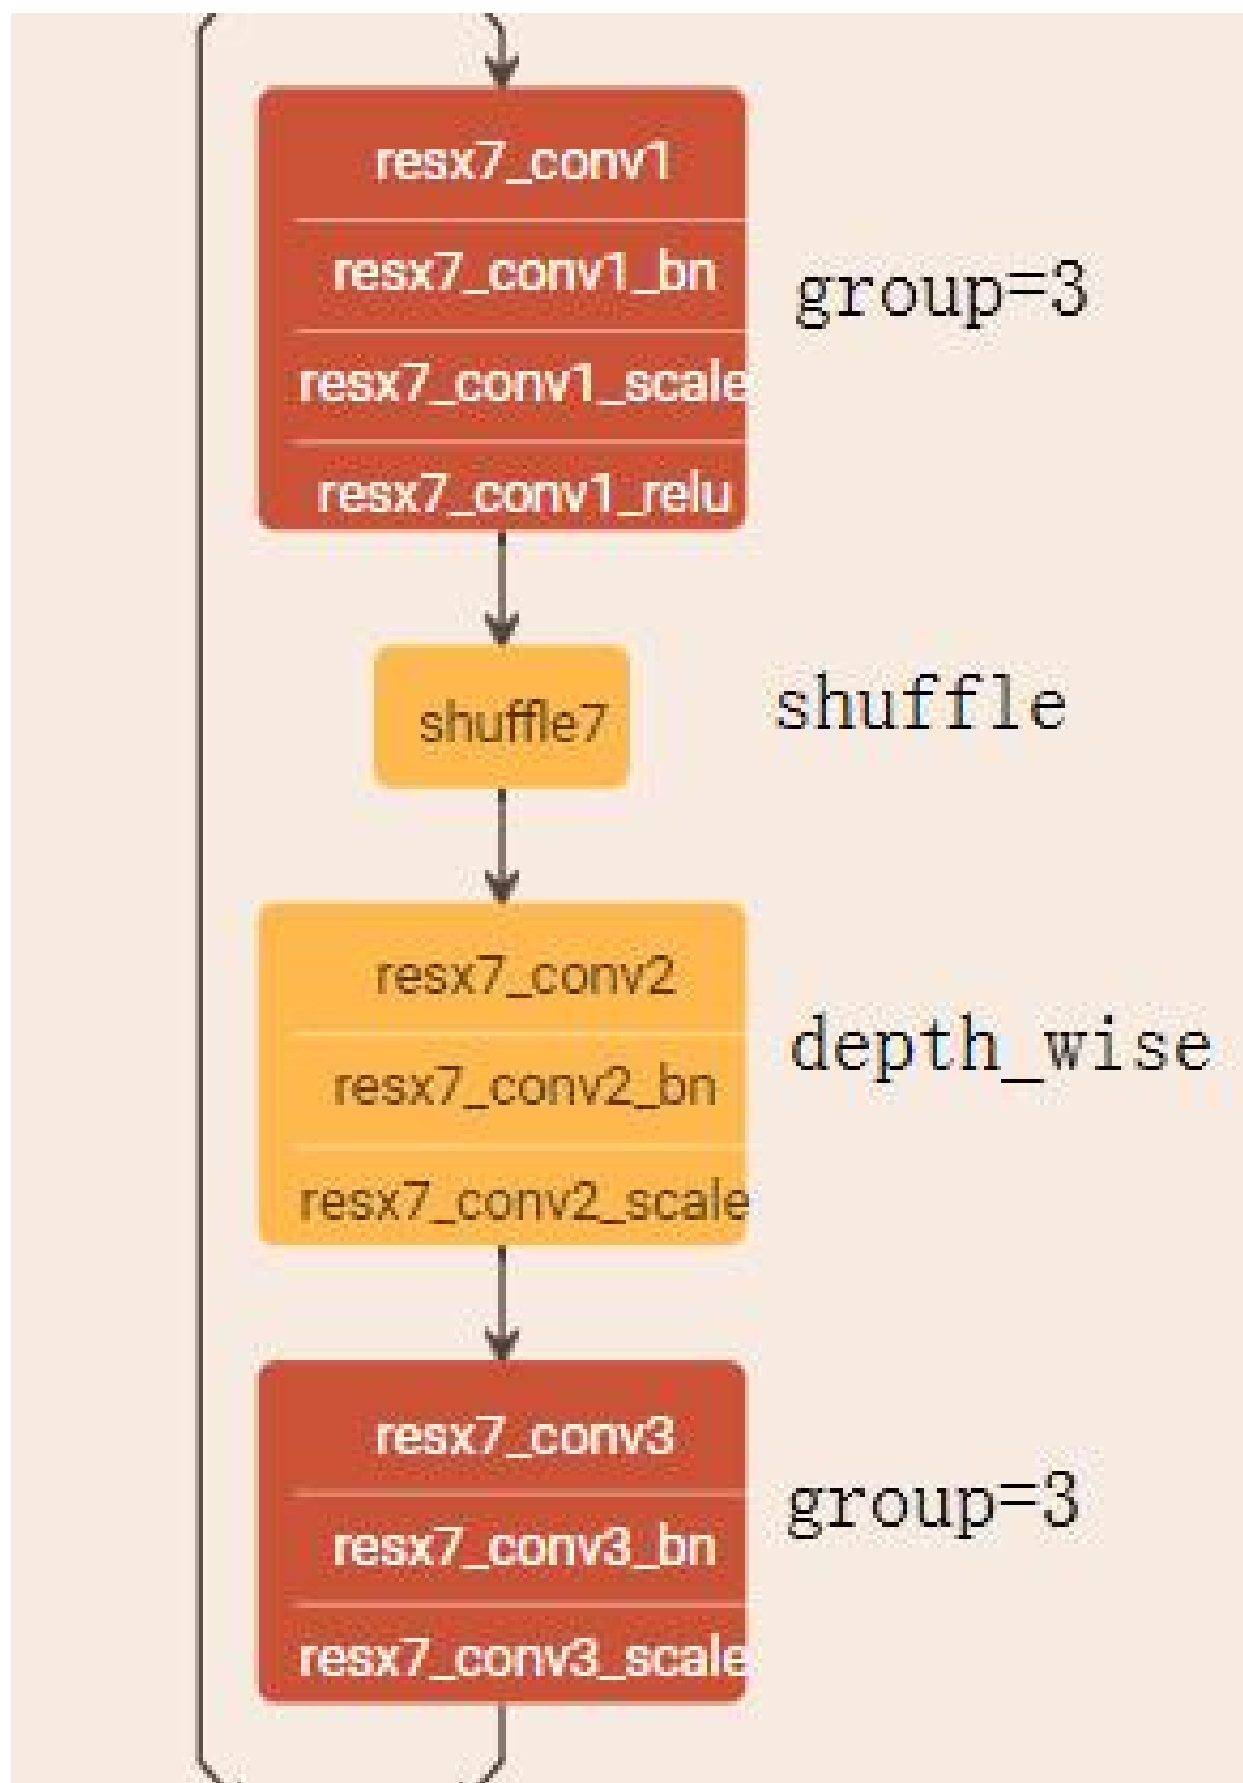 resx7_conv1
resx7_conv1_bn
group=3
resx7_conv1_scale
resx7_conv1_relu
shuffle7
shuffle
resx7_conv2
depth_wise
resx7_conv2_bn
resx7_conv2_scale
resx7_conv3
group=3
resx7_conv3_bn
resx7_conv3_scale